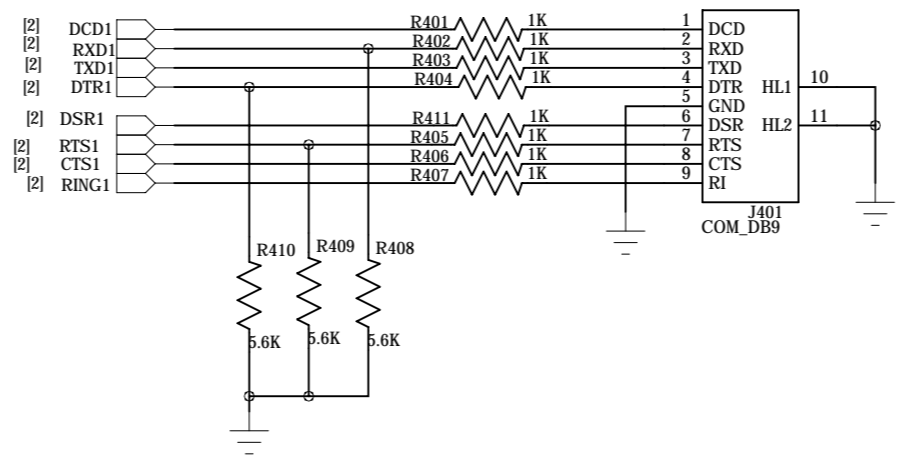 [2] DCD1 R401 1K 1 DCD
[2] RXD1 R402 1K 2 RXD
[2] TXD1 R403 1K 3 TXD
[2] DTR1 R404 1K 4 DTR HL1 10
5 GND
[2] DSR1 R411 1K 6 DSR HL2 11
[2] RTS1 R405 1K 7 RTS
[2] CTS1 R406 1K 8 CTS
[2] RING1 R407 1K 9 RI
J401
COM_DB9
R410 R409 R408
5.6K 5.6K 5.6K